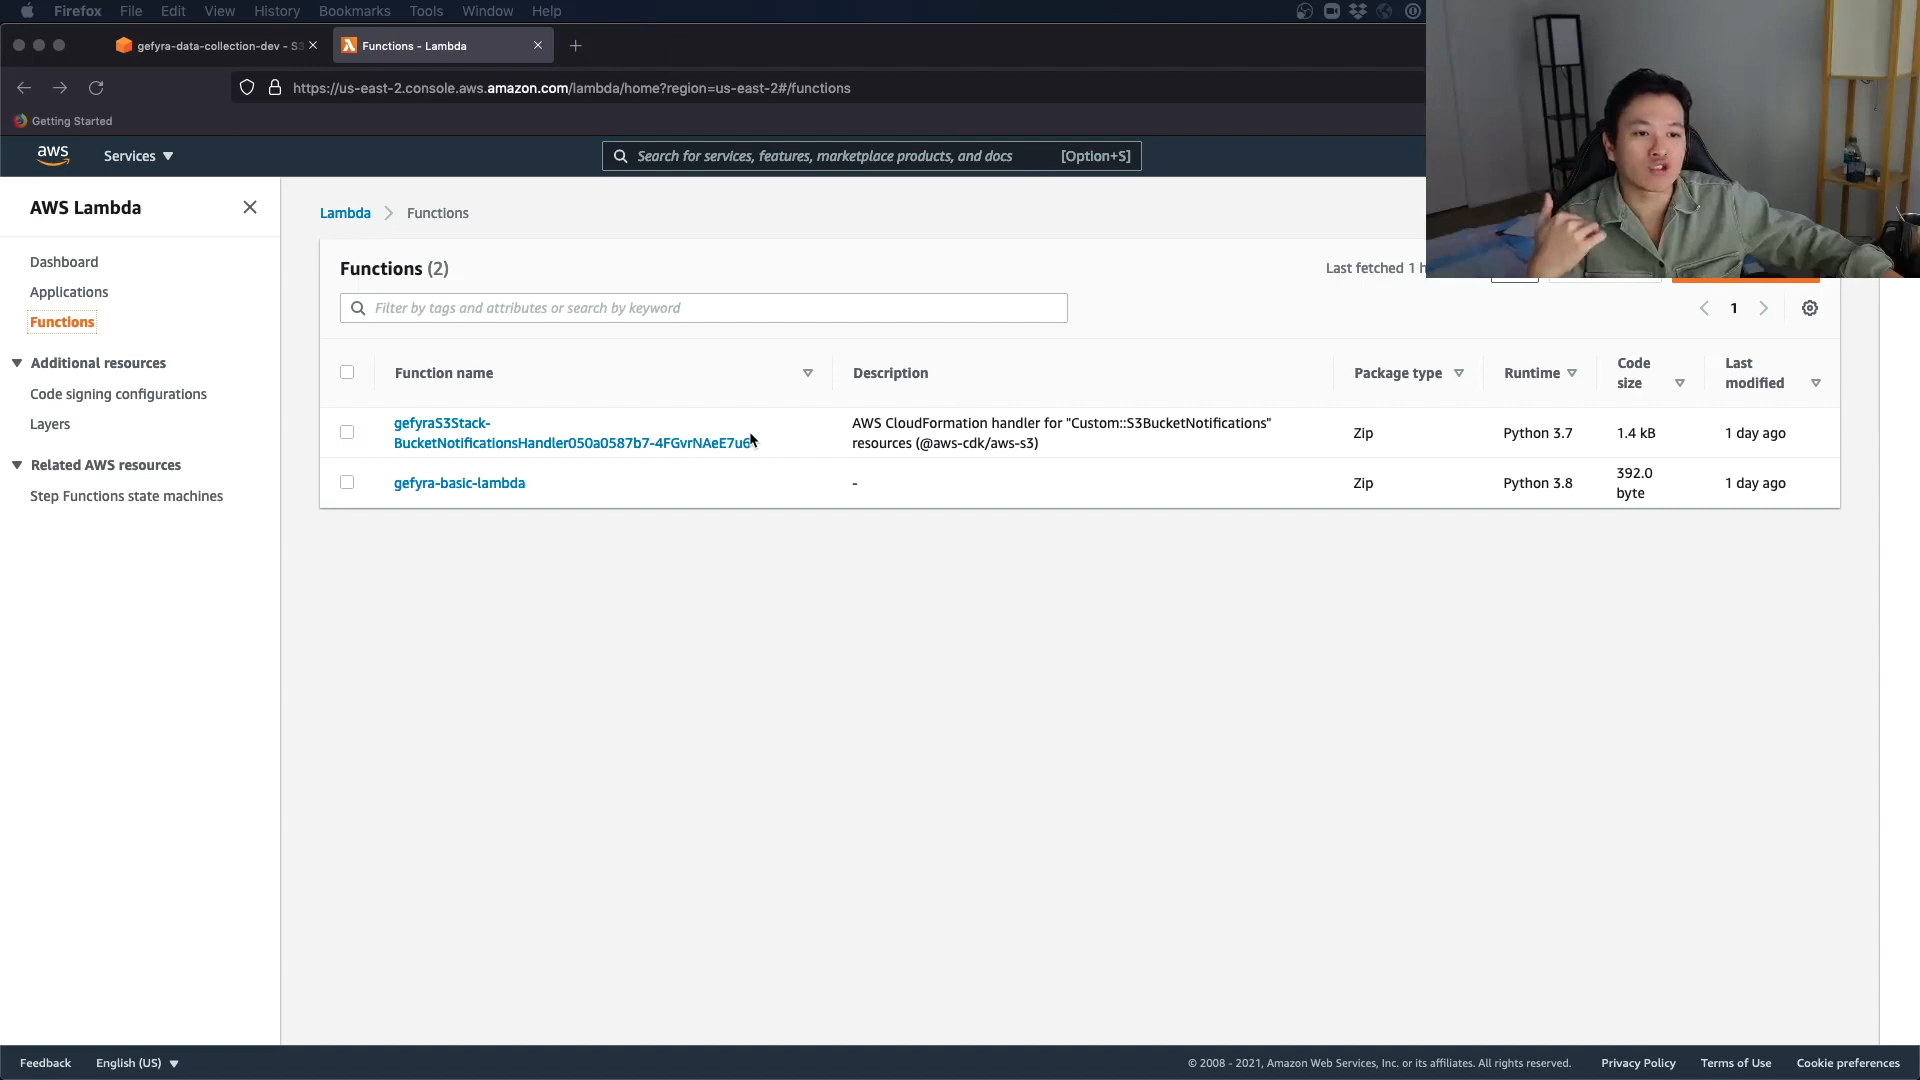 Firefox File Edit View History Bookmarks Tools Window Help
gefyra-data-collection-dev - S3
Functions - Lambda
https://us-east-2.console.aws.amazon.com/lambda/home?region=us-east-2#/functions
Getting Started
aws
Services
Search for services, features, marketplace products, and docs [Option+S]
AWS Lambda
Dashboard
Applications
Functions
Additional resources
Code signing configurations
Layers
Related AWS resources
Step Functions state machines
Lambda
Functions
Functions (2)
Last fetched 1
Filter by tags and attributes or search by keyword
1
Function name
Description
Package type
Runtime
Code size
Last modified
gefyraS3Stack-
BucketNotificationsHandler050a0587b7-4FGvrNAeE7u6
AWS CloudFormation handler for "Custom::S3BucketNotifications"
resources (@aws-cdk/aws-s3)
Zip
Python 3.7
1.4 kB
1 day ago
gefyra-basic-lambda
-
Zip
Python 3.8
392.0
byte
1 day ago
Feedback
English (US)
© 2008 - 2021, Amazon Web Services, Inc. or its affiliates. All rights reserved.
Privacy Policy
Terms of Use
Cookie preferences